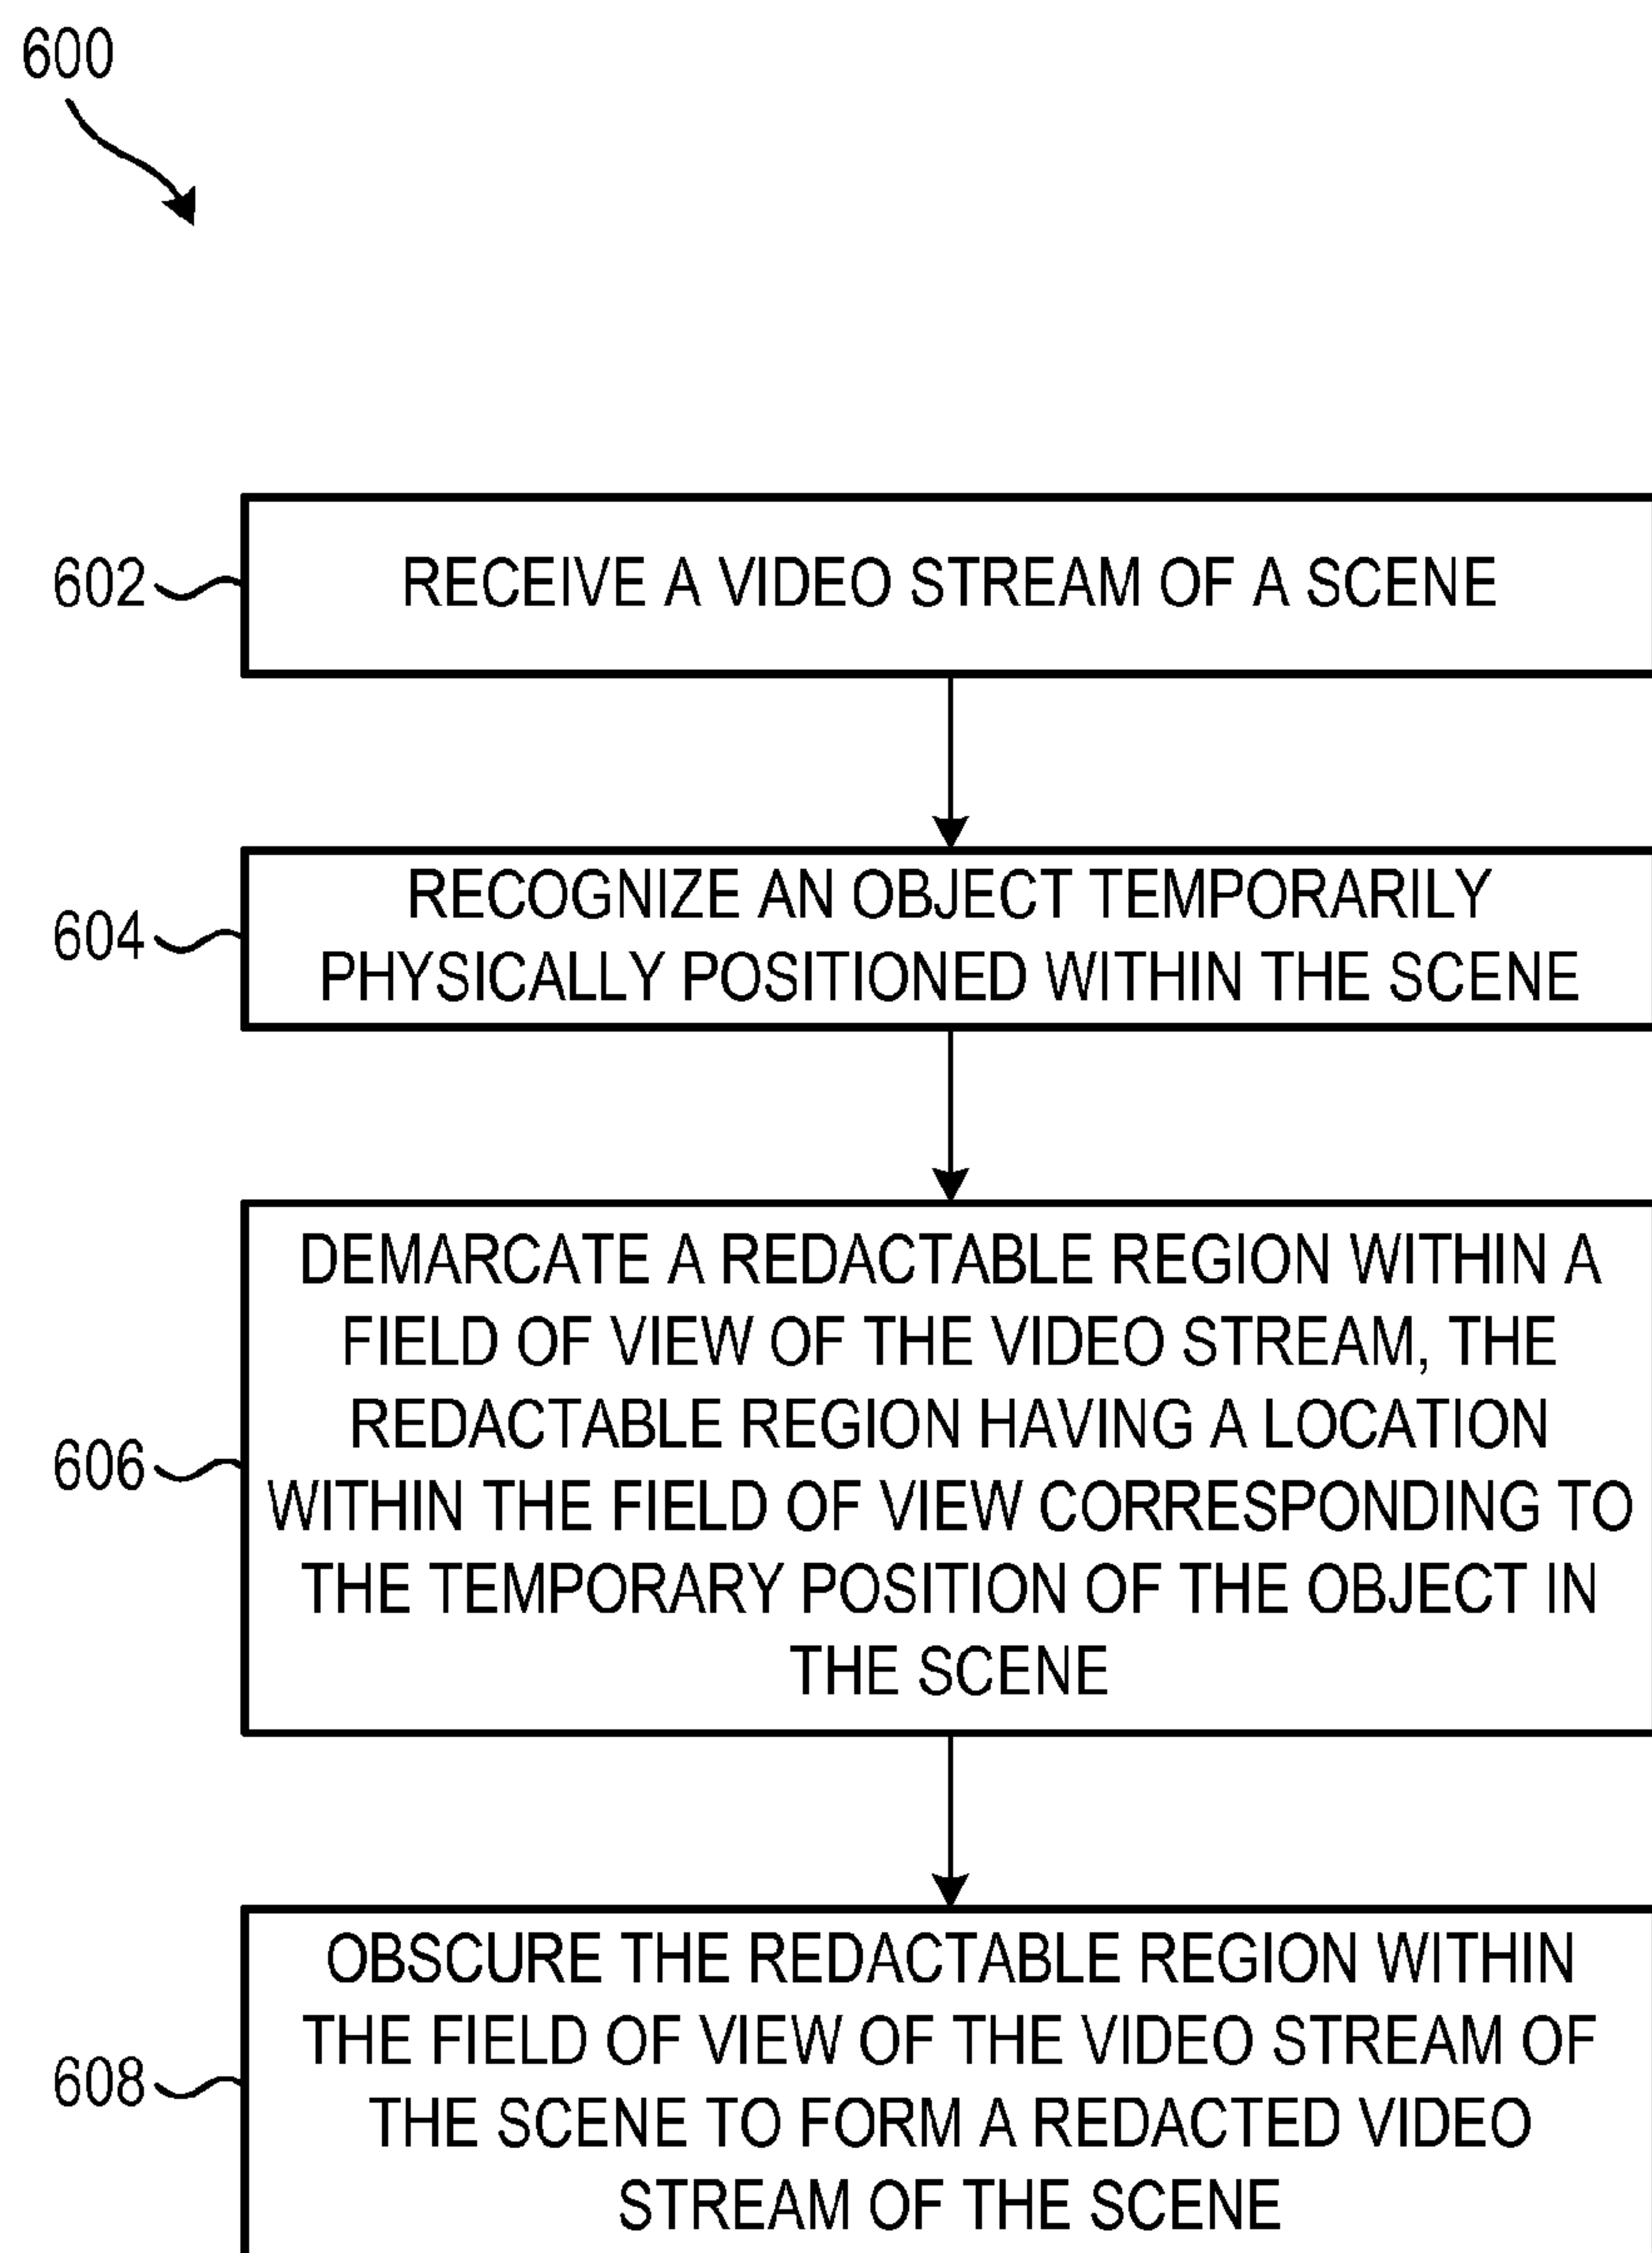 600
602
RECEIVE A VIDEO STREAM OF A SCENE
604
RECOGNIZE AN OBJECT TEMPORARILY
PHYSICALLY POSITIONED WITHIN THE SCENE
606
DEMARCATE A REDACTABLE REGION WITHIN A
FIELD OF VIEW OF THE VIDEO STREAM, THE
REDACTABLE REGION HAVING A LOCATION
WITHIN THE FIELD OF VIEW CORRESPONDING TO
THE TEMPORARY POSITION OF THE OBJECT IN
THE SCENE
608
OBSCURE THE REDACTABLE REGION WITHIN
THE FIELD OF VIEW OF THE VIDEO STREAM OF
THE SCENE TO FORM A REDACTED VIDEO
STREAM OF THE SCENE